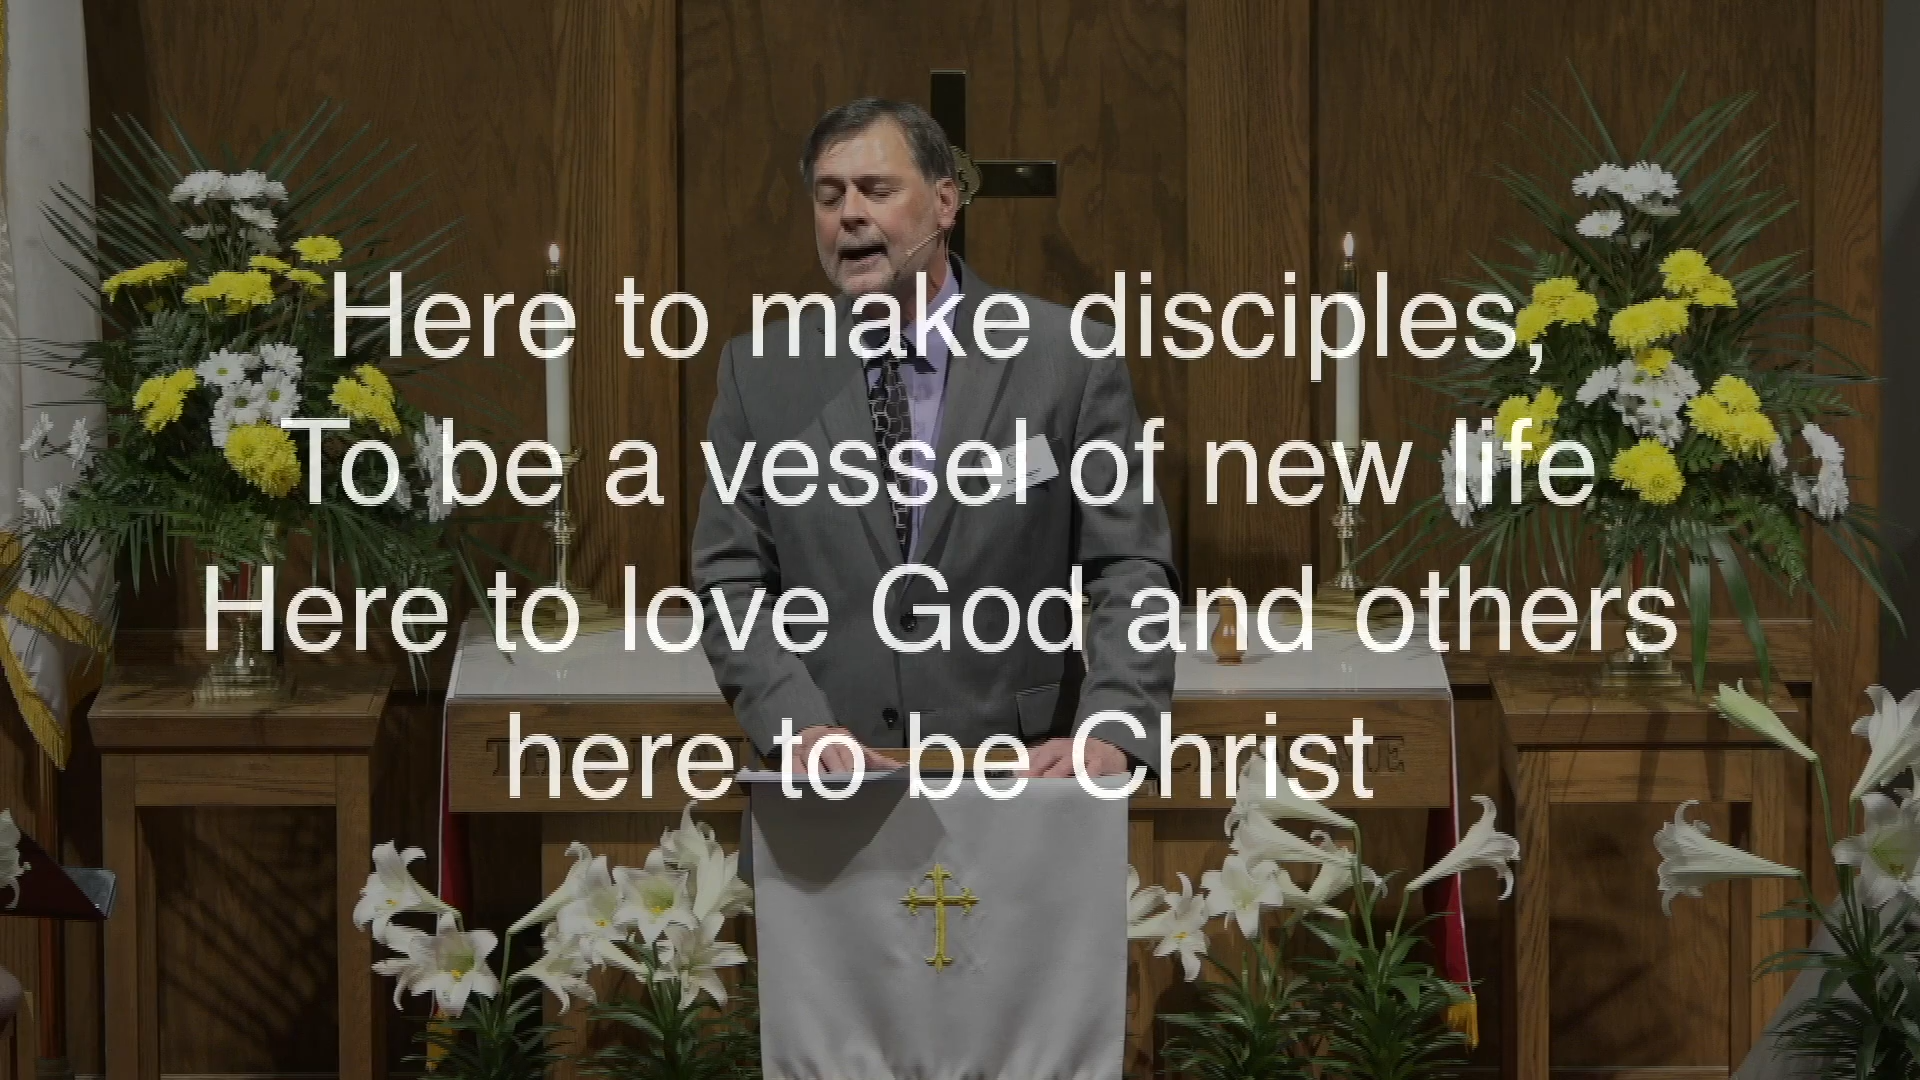 Here to make disciples,
To be a vessel of new life
Here to love God and others
here to be Christ